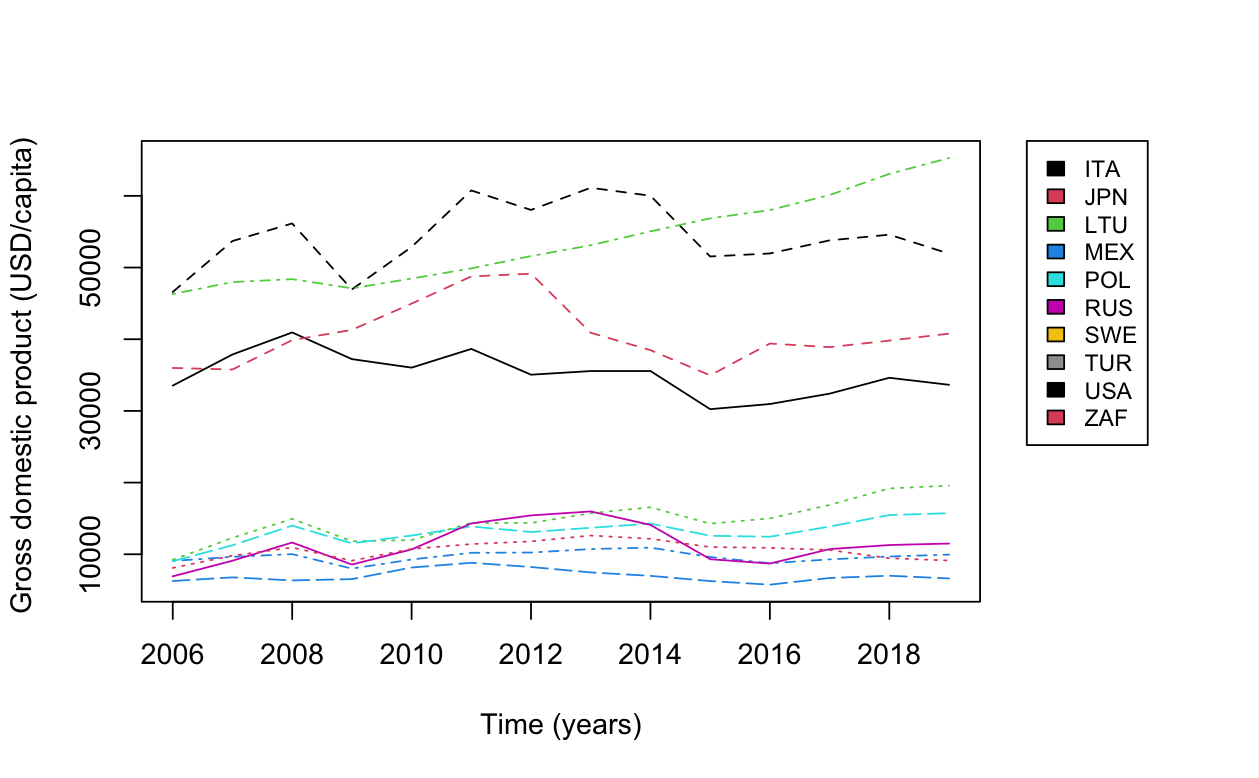 Gross domestic product (USD/capita)
50000
30000
10000
2006 2008 2010 2012 2014 2016 2018
Time (years)
ITA
JPN
LTU
MEX
POL
RUS
SWE
TUR
USA
ZAF